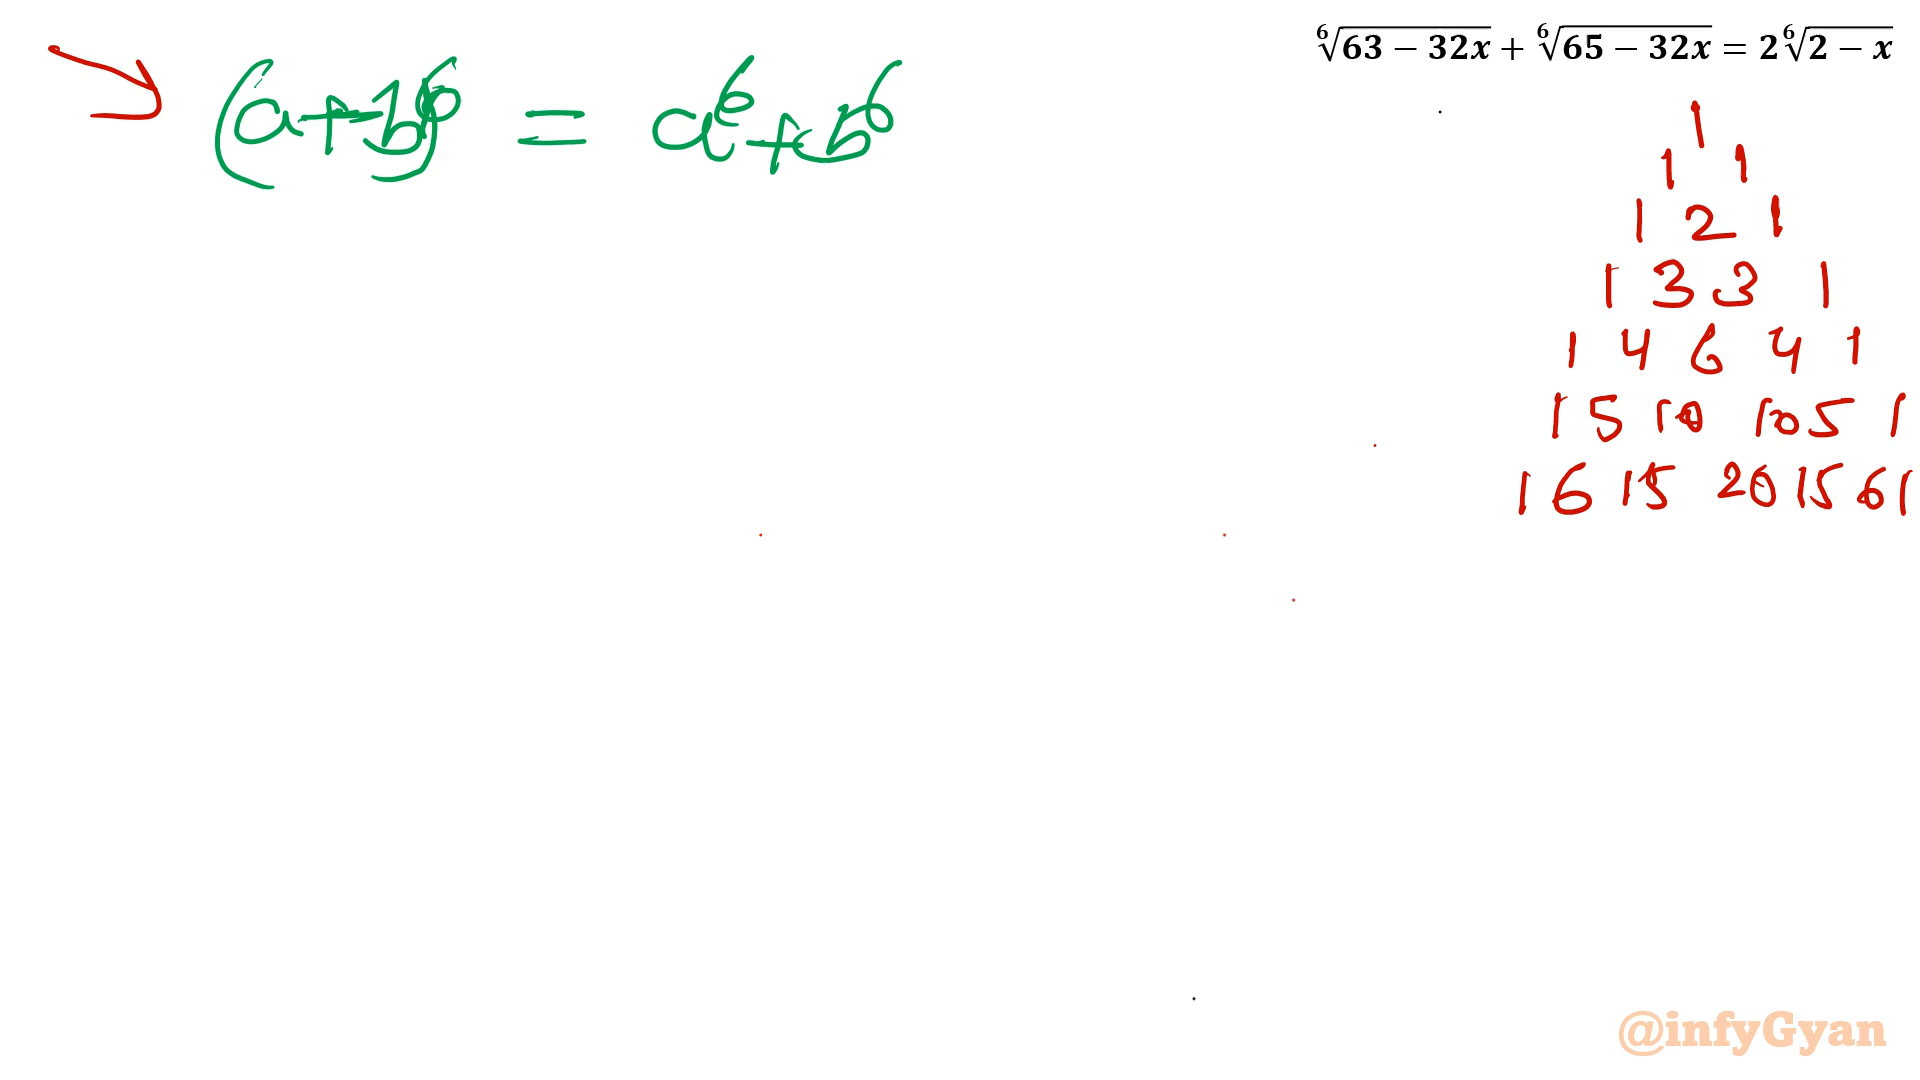 ⁶√63 − 32x + ⁶√65 − 32x = 2⁶√2 − x
(a+b)⁶ = a⁶+b⁶
1
1 1
1 2 1
1 3 3 1
1 4 6 4 1
1 5 10 10 5 1
1 6 15 20 15 6 1
@infyGyan